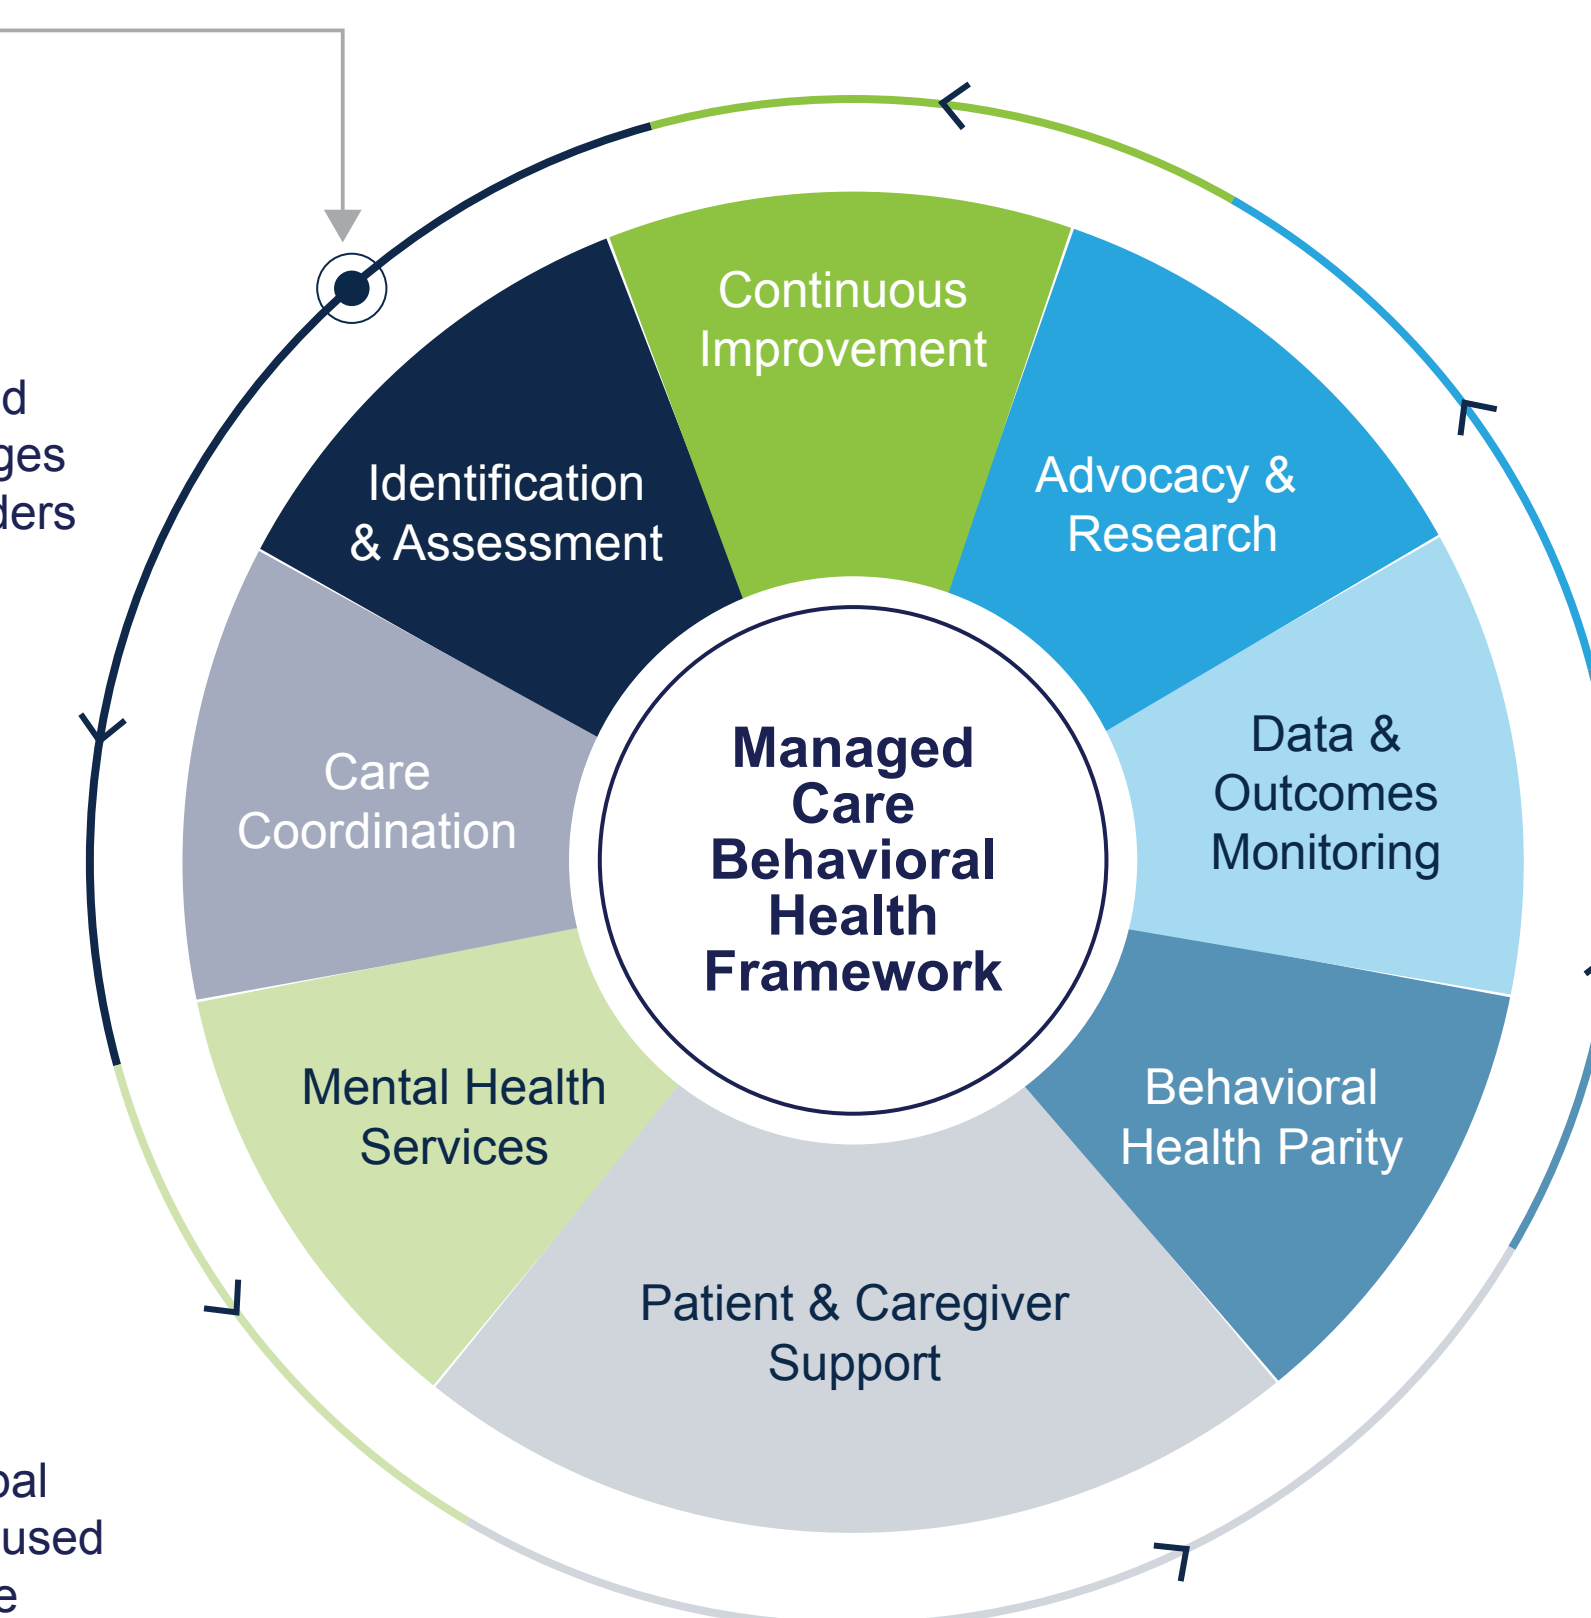 Continuous
Improvement
Advocacy &
Research
Identification
& Assessment
Data &
Outcomes
Monitoring
Care
Coordination
Managed
Care
Behavioral
Health
Framework
Mental Health
Services
Behavioral
Health Parity
Patient & Caregiver
Support
used